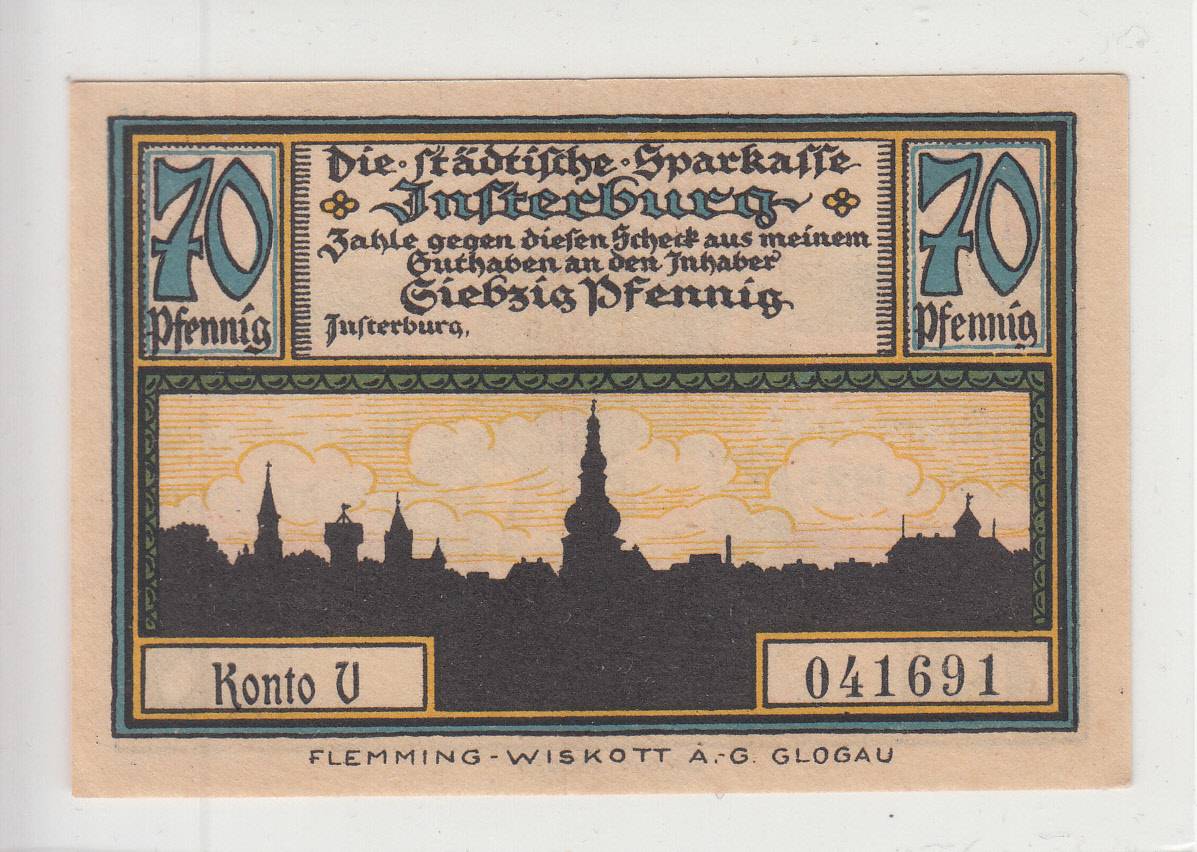 70
Pfennig
Die städtische Sparkasse
Insterburg
Zahle gegen diesen Scheck aus meinem
Guthaben an den Inhaber
Siebzig Pfennig
Insterburg,
70
Pfennig
Konto V
041691
FLEMMING-WISKOTT A.-G. GLOGAU